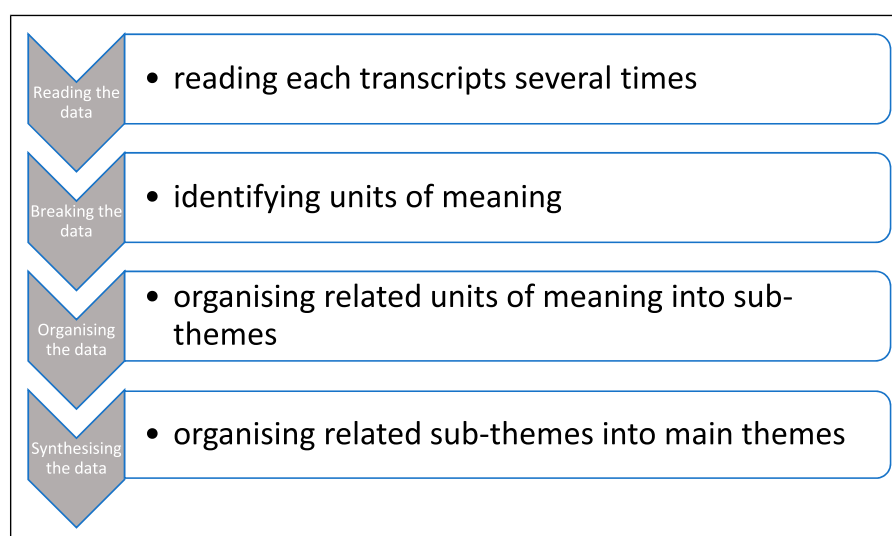 Reading the
data
• reading each transcripts several times
Breaking the
data
• identifying units of meaning
Organising
the data
• organising related units of meaning into sub-
themes
Synthesising
the data
• organising related sub-themes into main themes